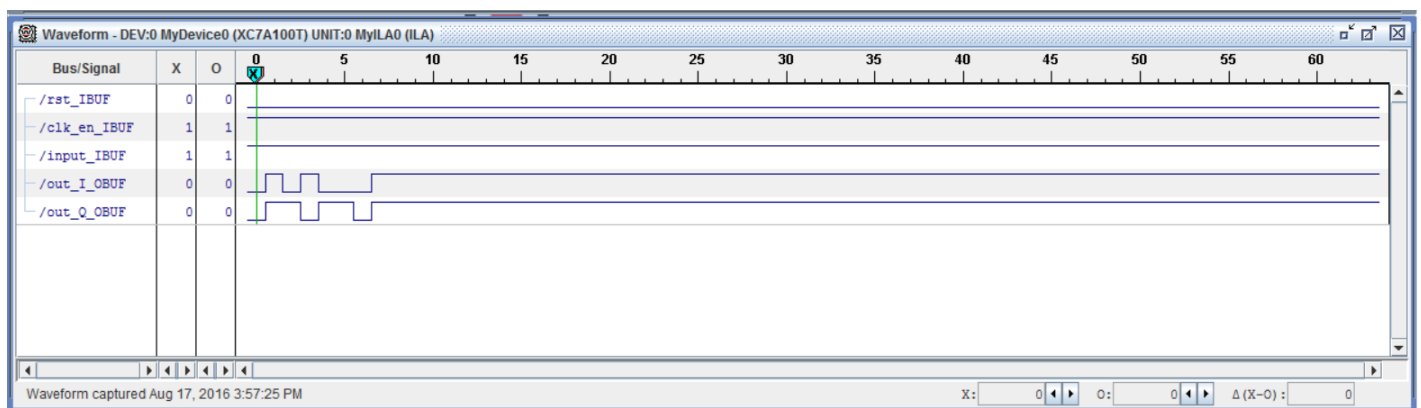 Waveform - DEV:0 MyDevice0 (XC7A100T) UNIT:0 MyILA0 (ILA)
Bus/Signal X O 0 5 10 15 20 25 30 35 40 45 50 55 60
X
/rst_IBUF 0 0
/clk_en_IBUF 1 1
/input_IBUF 1 1
/out_I_OBUF 0 0
/out_Q_OBUF 0 0
Waveform captured Aug 17, 2016 3:57:25 PM X: 0 O: 0 Δ(X-O): 0